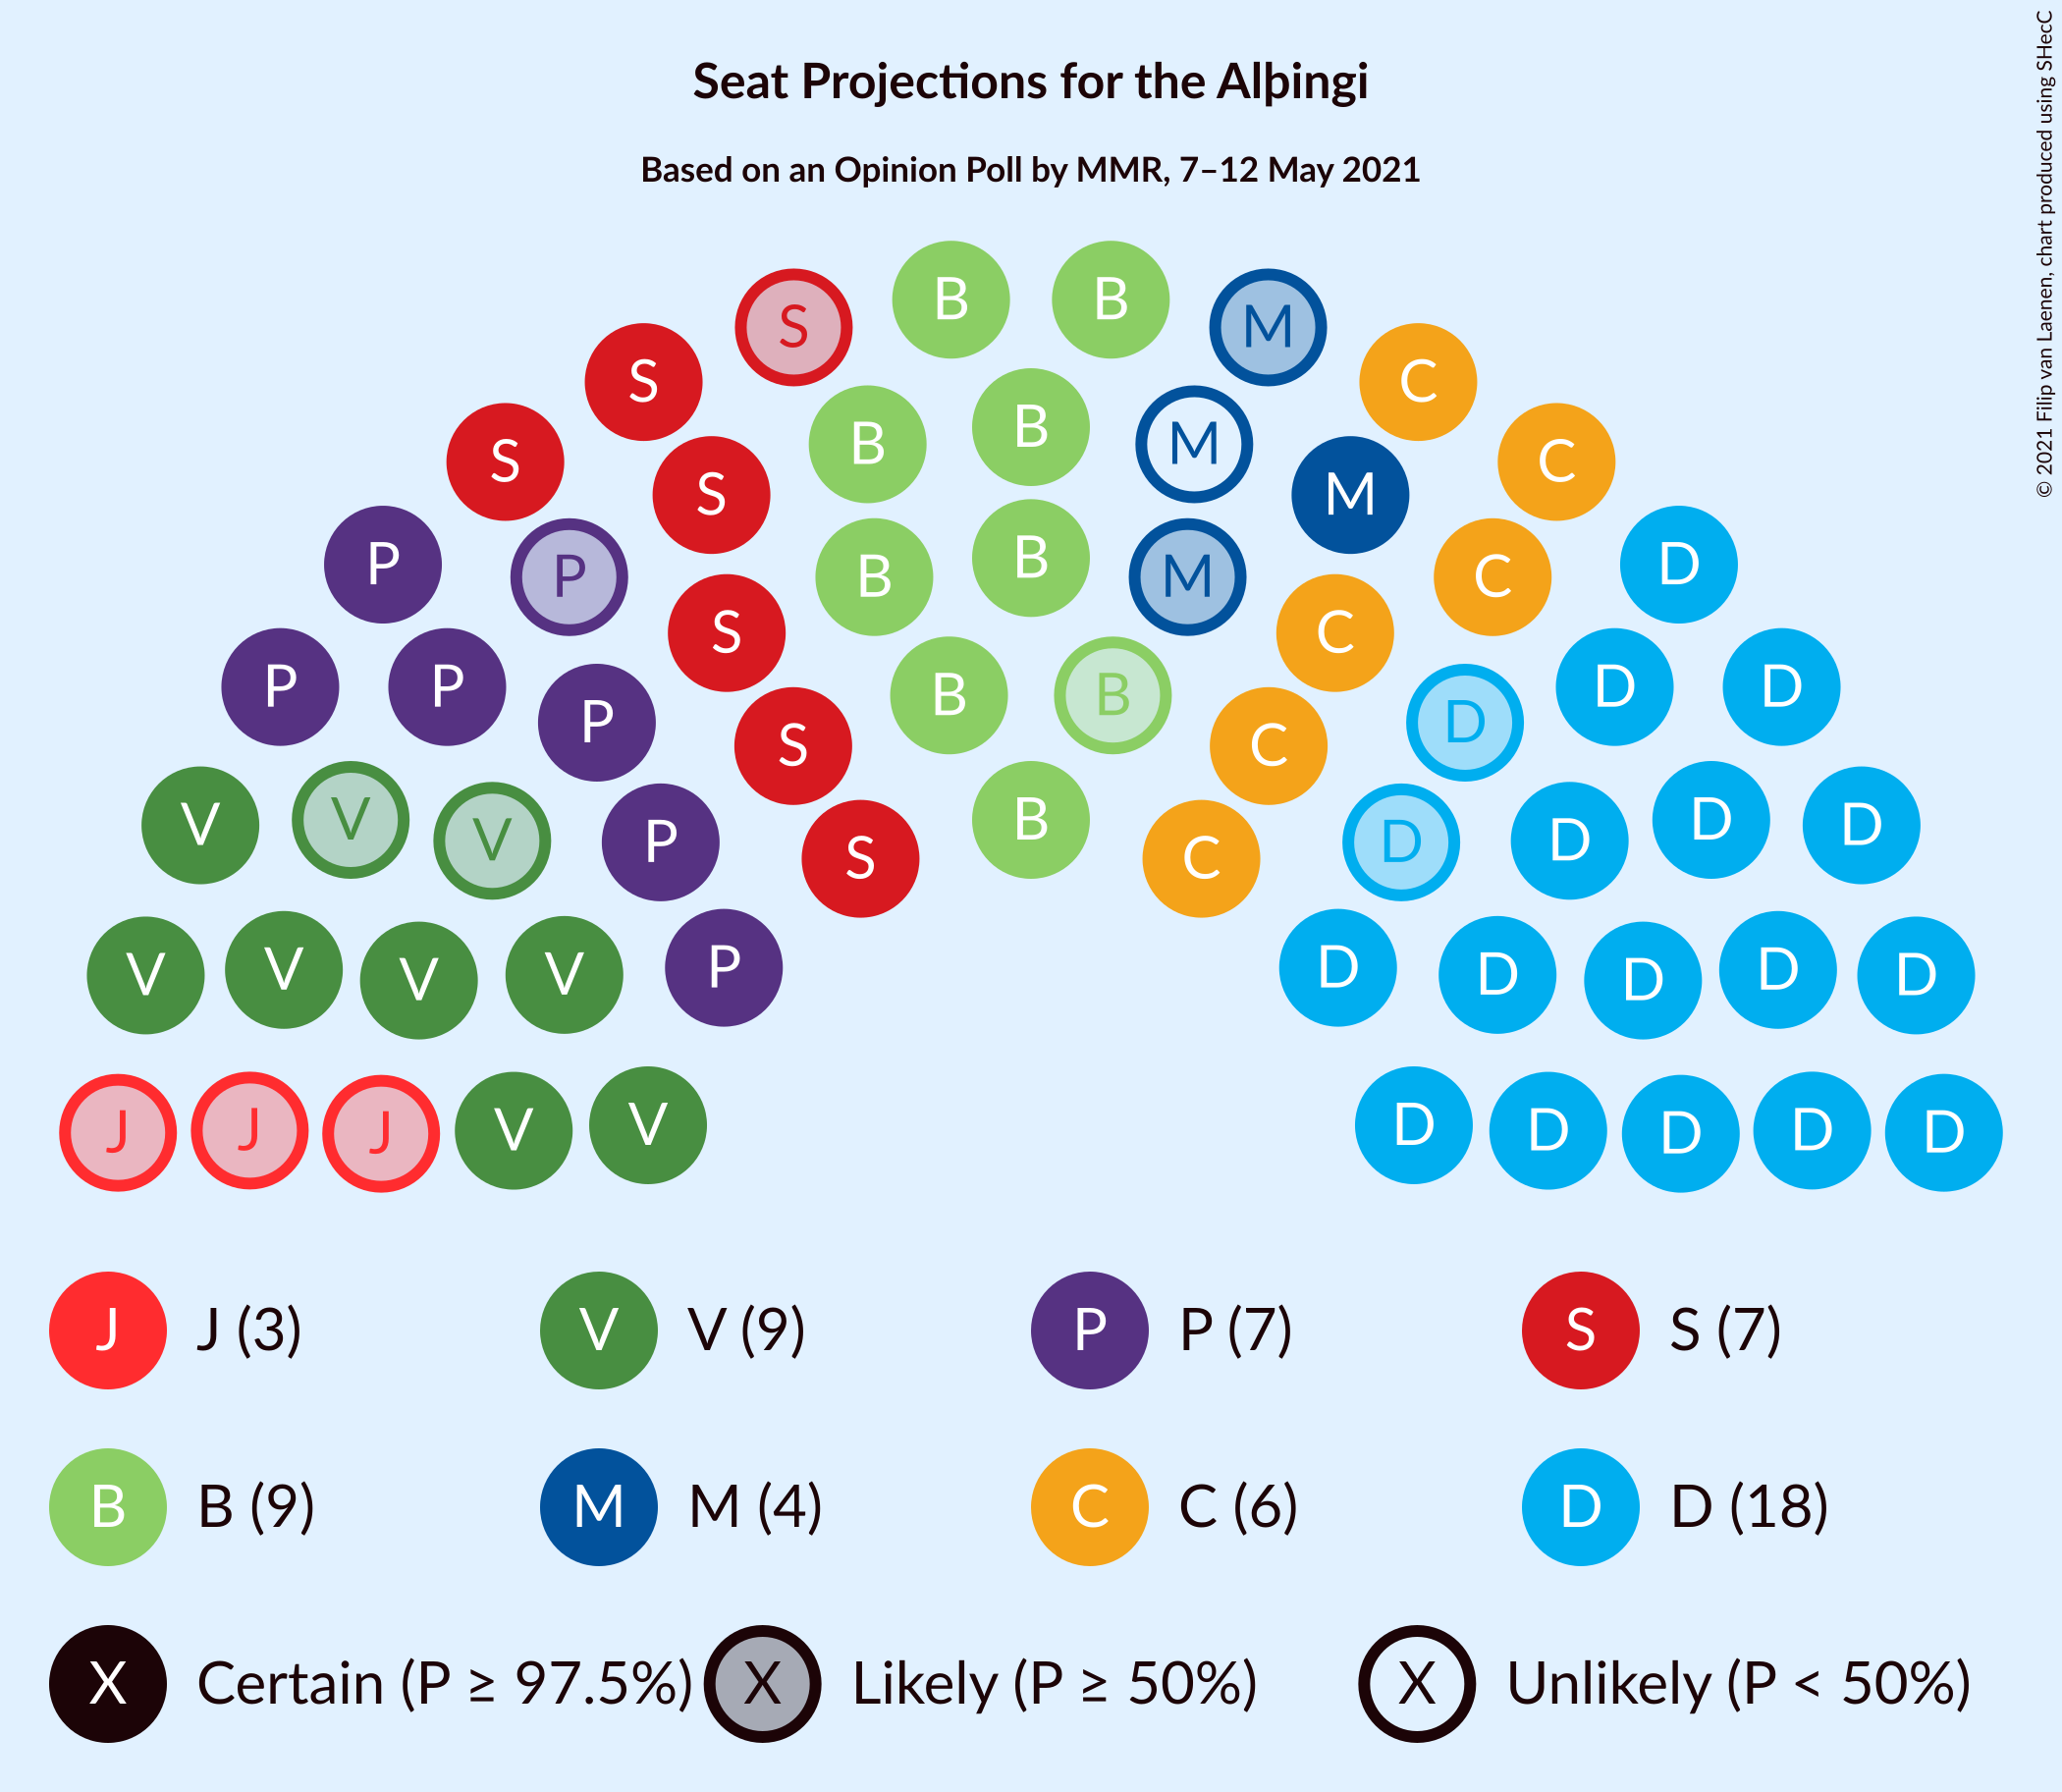 © 2021 Filip van Laenen, chart produced using SHecC
Seat Projections for the Alþingi
Based on an Opinion Poll by MMR, 7–12 May 2021
B B
S M
S C
B
B M
S C
S M
B
P D
P B M C
S C
P P B B D D
P D
S C
V V B D D
V P D D
S C
V V V V P D D D D D
J J J V V D D D D D
J J (3) V V (9) P P (7) S S (7)
B B (9) M M (4) C C (6) D D (18)
X Certain (P ≥ 97.5%) X Likely (P ≥ 50%) X Unlikely (P < 50%)